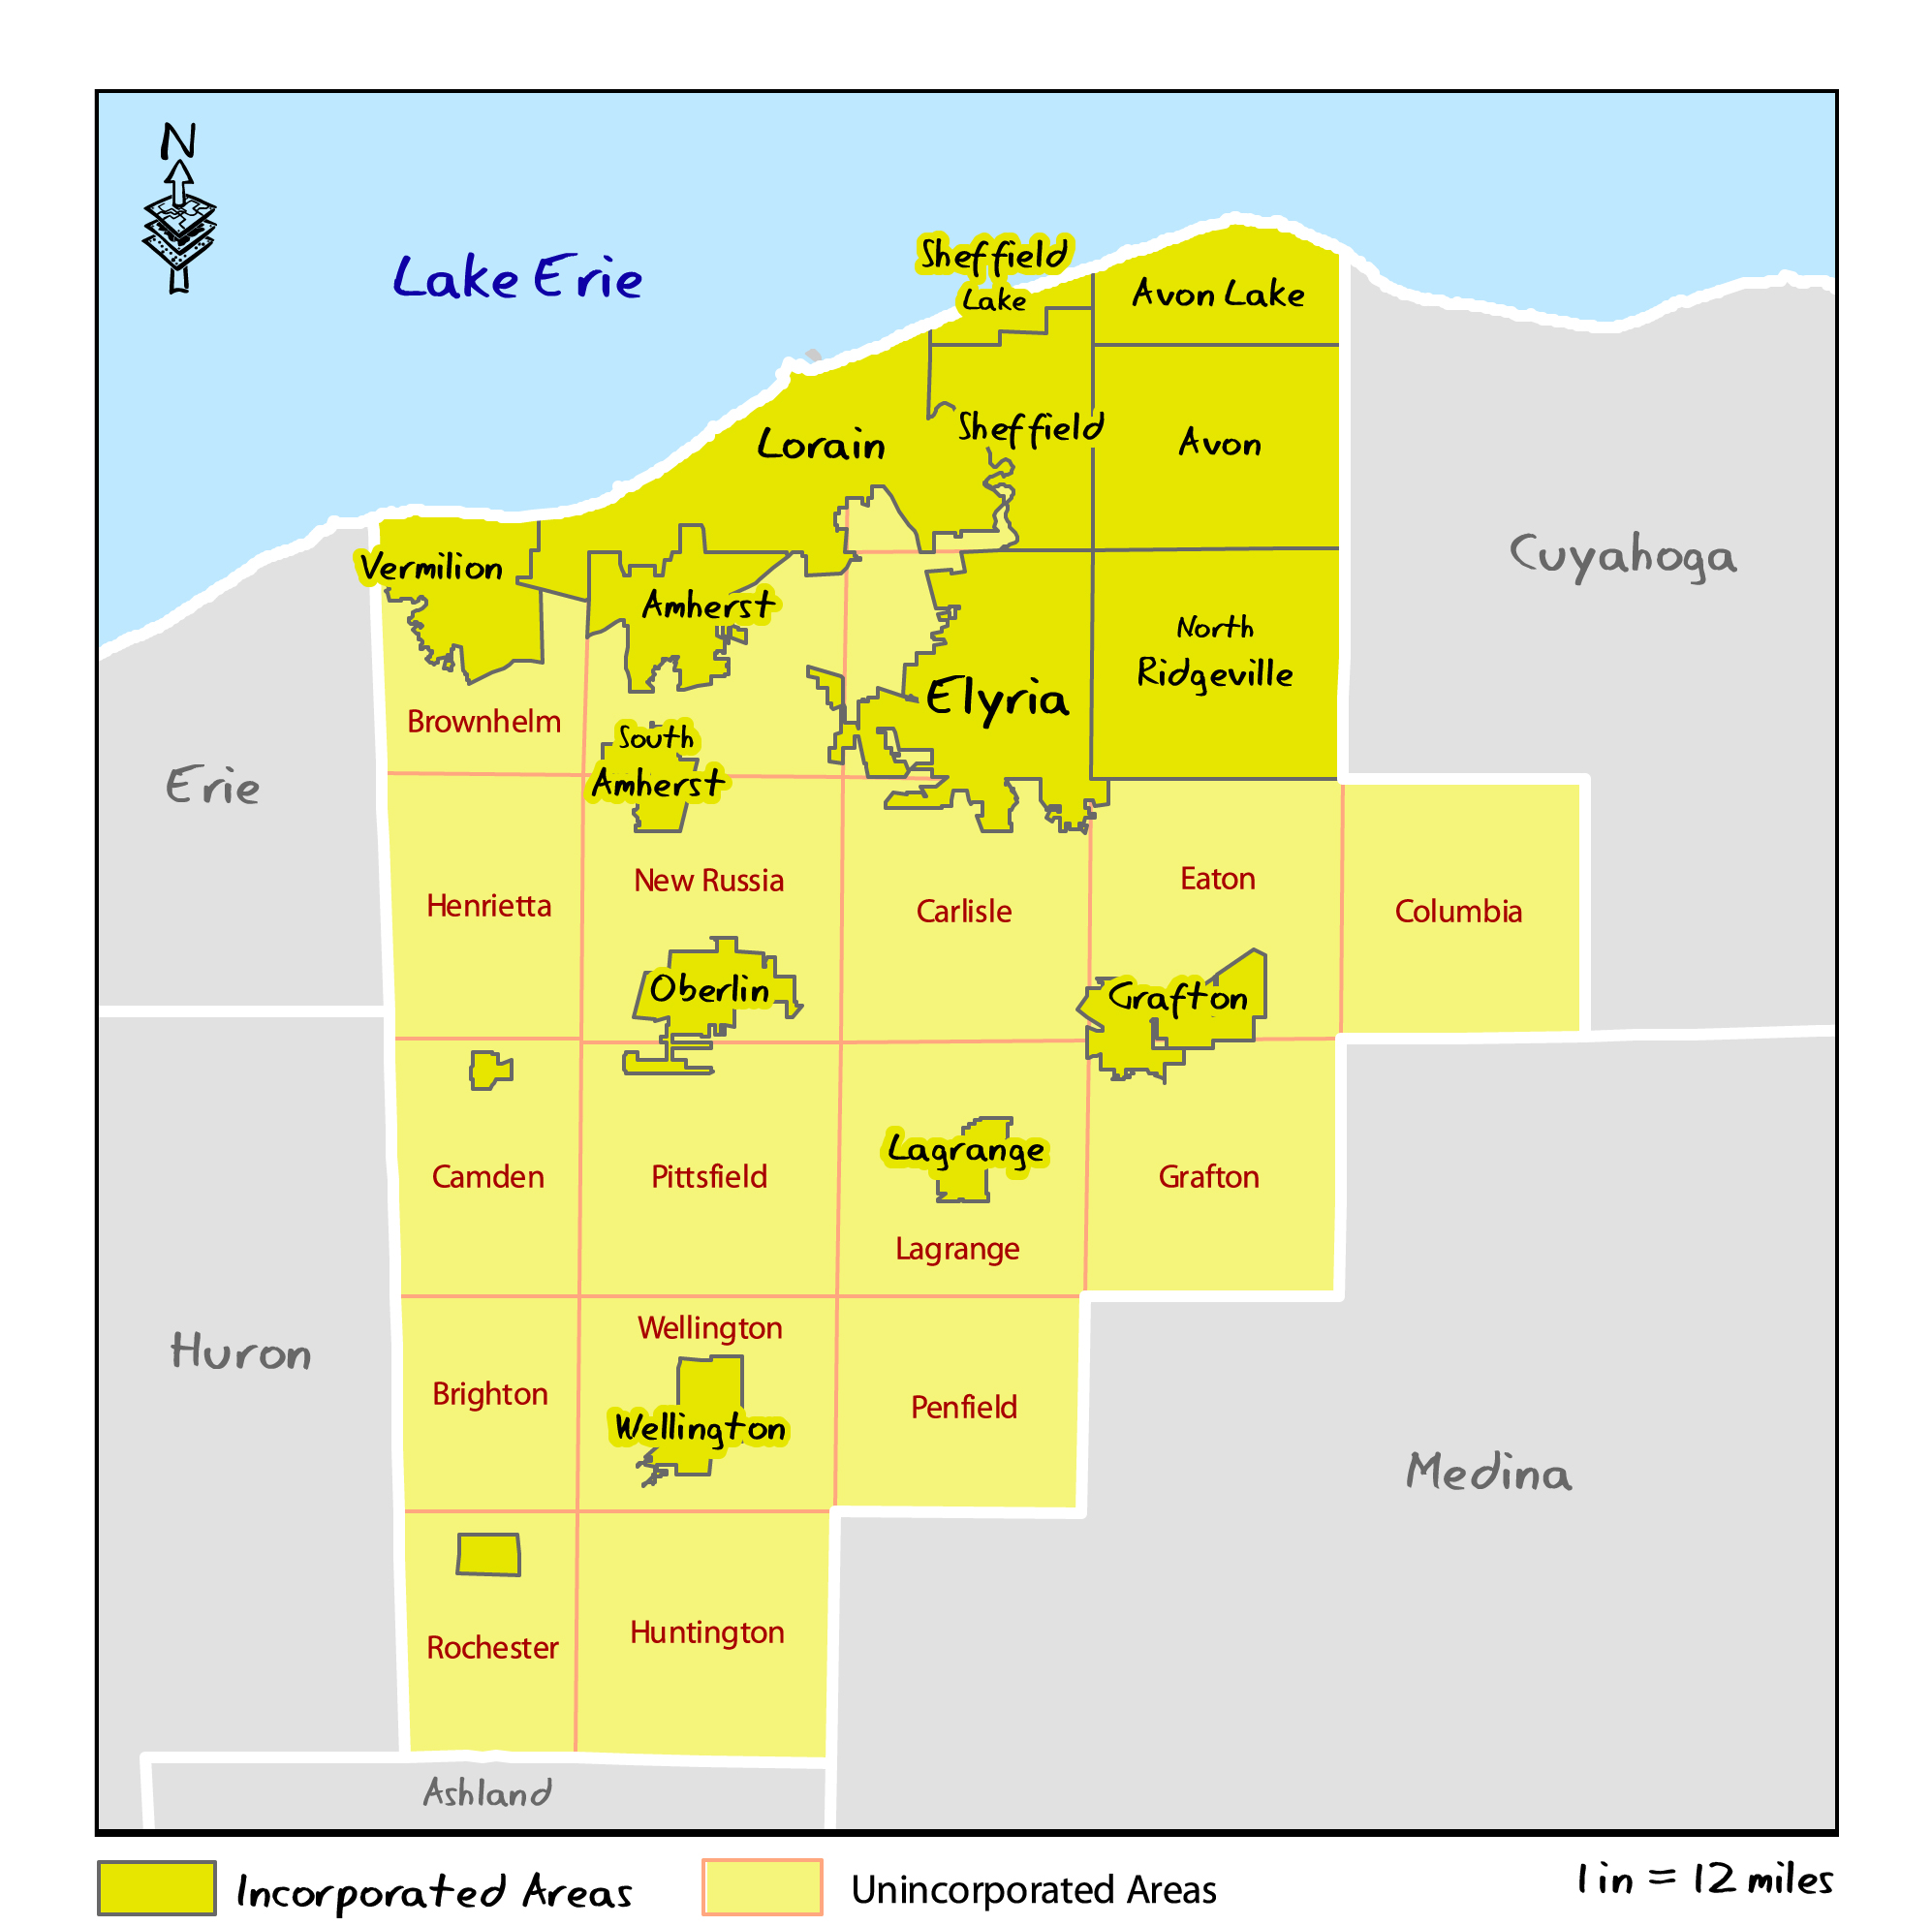 N
Lake Erie
Sheffield
Lake
Avon Lake
Lorain
Sheffield
Avon
Cuyahoga
Vermilion
Amherst
North
Ridgeville
Elyria
Brownhelm
South
Amherst
Erie
New Russia
Eaton
Henrietta
Carlisle
Columbia
Oberlin
Grafton
Lagrange
Camden
Pittsfield
Grafton
Lagrange
Wellington
Huron
Brighton
Penfield
Wellington
Medina
Rochester
Huntington
Ashland
Incorporated Areas
Unincorporated Areas
1 in = 12 miles